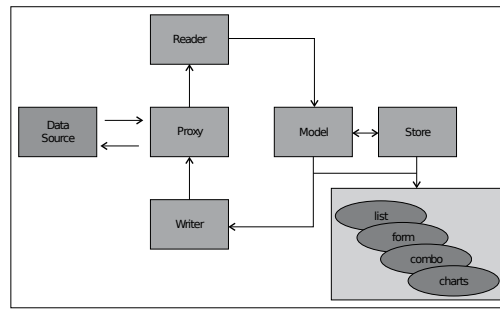 Reader
Data
Source
Proxy
Model
Store
Writer
list
form
combo
charts